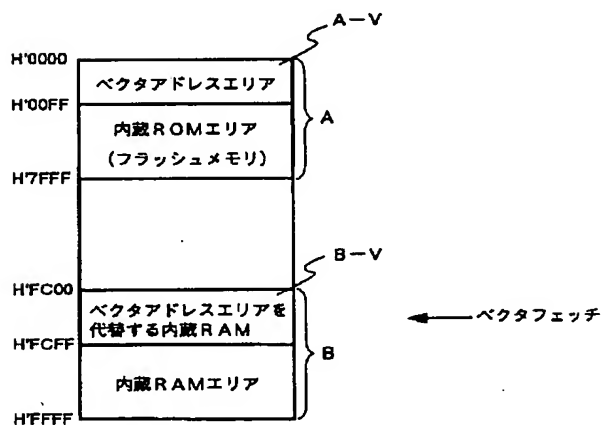 A-V
H'0000
ベクタアドレスエリア
H'00FF
A
内蔵ROMエリア
(フラッシュメモリ)
H'7FFF
B-V
H'FC00
ベクタアドレスエリアを
代替する内蔵RAM
ベクタフェッチ
H'FCFF
B
内蔵RAMエリア
H'FFFF